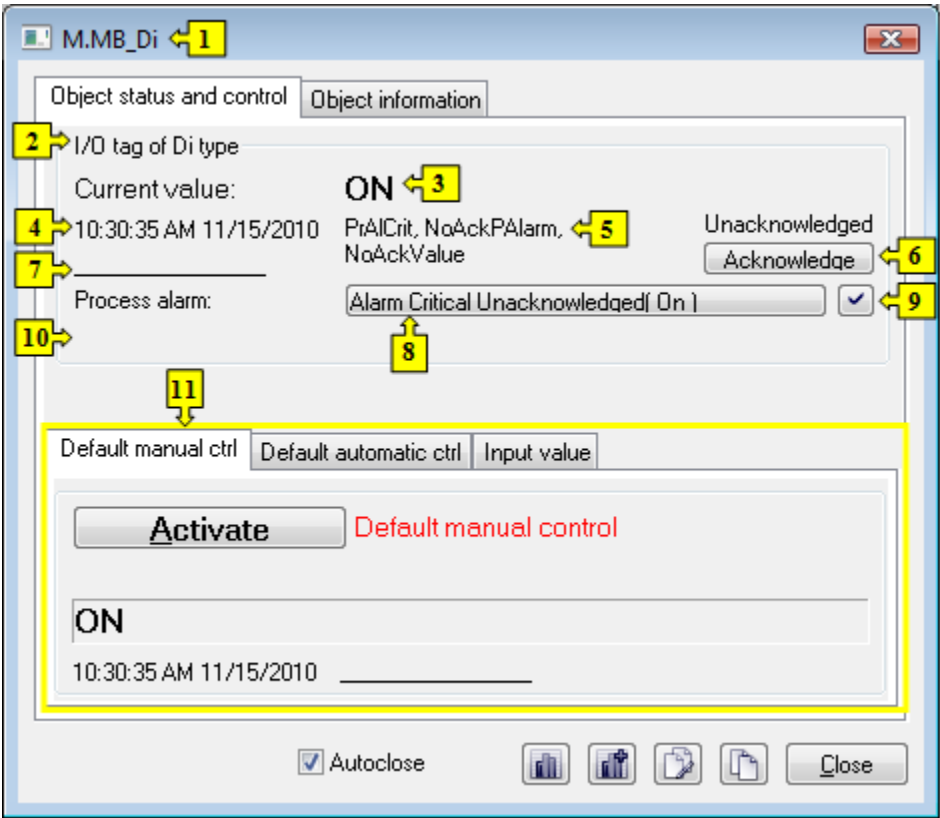 M.MB_Di 1
Object status and control Object information
2 I/O tag of Di type
Current value: ON 3
4 10:30:35 AM 11/15/2010 PrAlCrit, NoAckPAlarm, 5 Unacknowledged
NoAckValue Acknowledge 6
7
Process alarm: Alarm Critical Unacknowledged( On ) 9
10 8
11
Default manual ctrl Default automatic ctrl Input value
Activate Default manual control
ON
10:30:35 AM 11/15/2010
Autoclose Close